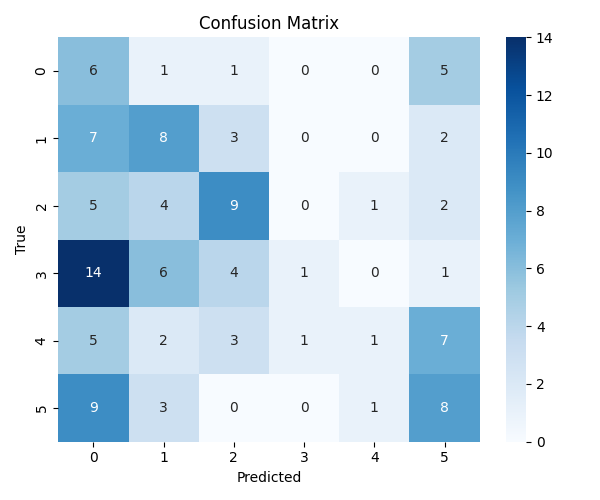 Confusion Matrix
True
0 6 1 1 0 0 5
1 7 8 3 0 0 2
2 5 4 9 0 1 2
3 14 6 4 1 0 1
4 5 2 3 1 1 7
5 9 3 0 0 1 8
0 1 2 3 4 5
Predicted
14
12
10
8
6
4
2
0